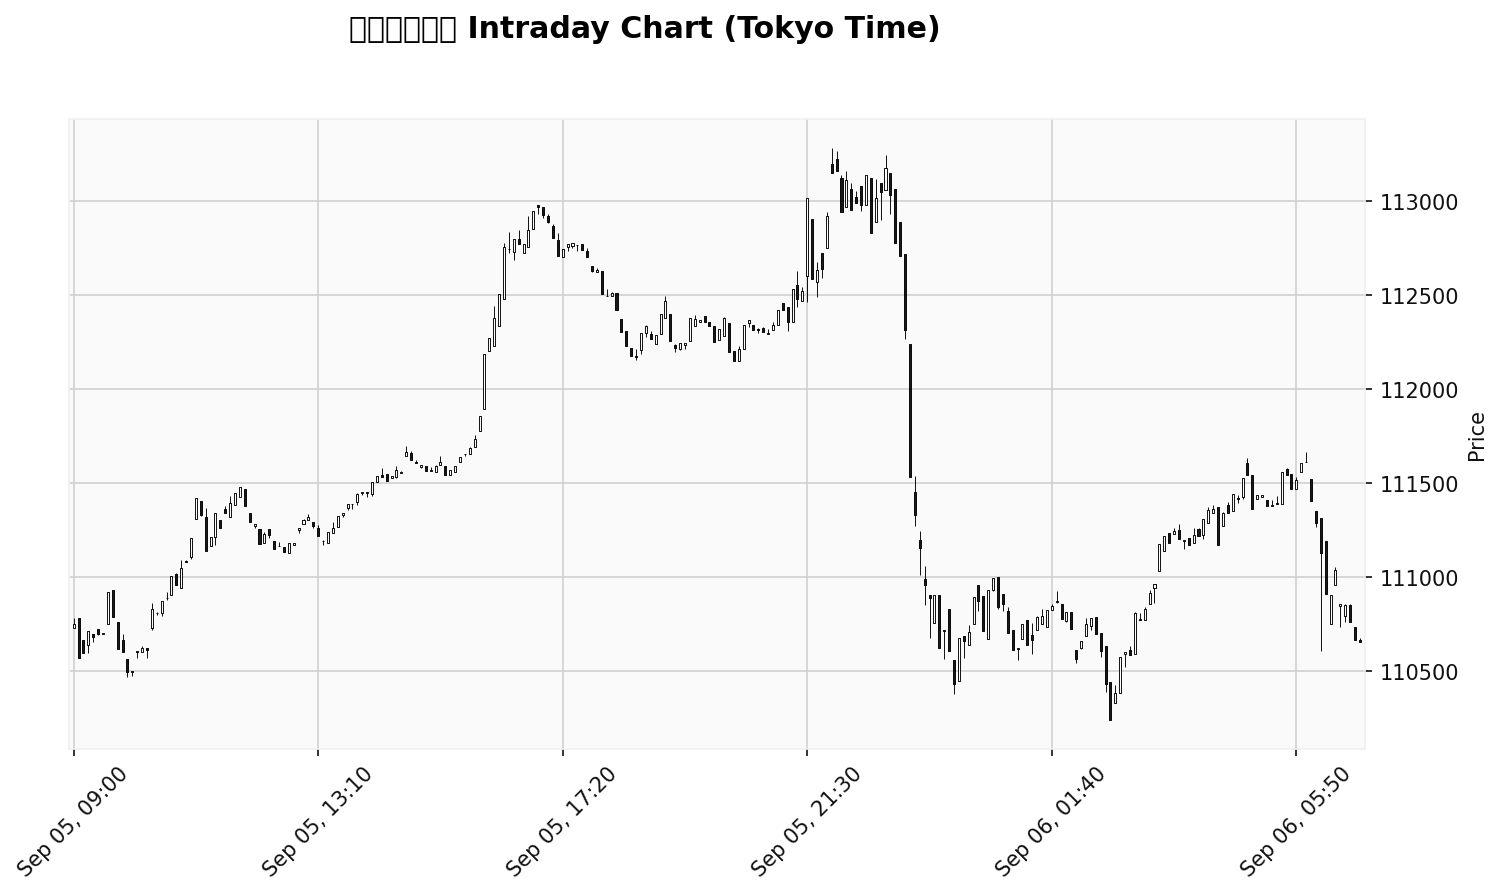 Intraday Chart (Tokyo Time)
113000
112500
112000
111500
111000
110500
Price
Sep 05, 09:00
Sep 05, 13:10
Sep 05, 17:20
Sep 05, 21:30
Sep 06, 01:40
Sep 06, 05:50